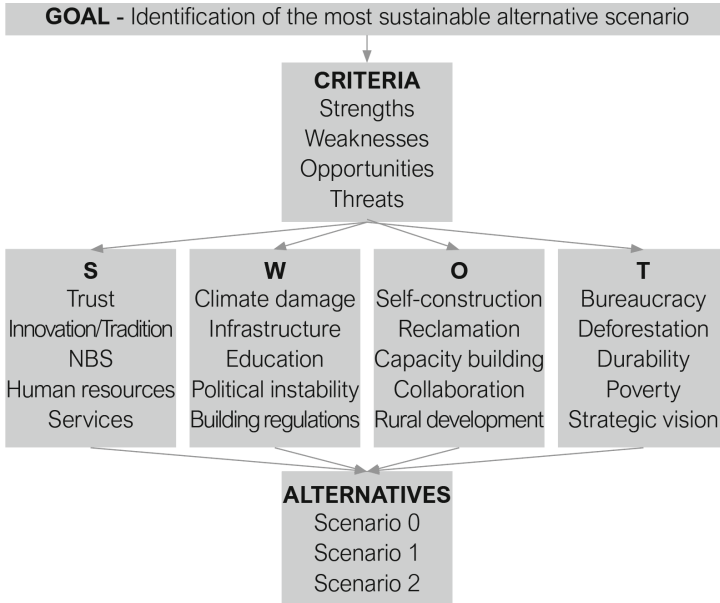 GOAL - Identification of the most sustainable alternative scenario
CRITERIA
Strengths
Weaknesses
Opportunities
Threats
S
Trust
Innovation/Tradition
NBS
Human resources
Services
W
Climate damage
Infrastructure
Education
Political instability
Building regulations
O
Self-construction
Reclamation
Capacity building
Collaboration
Rural development
T
Bureaucracy
Deforestation
Durability
Poverty
Strategic vision
ALTERNATIVES
Scenario 0
Scenario 1
Scenario 2